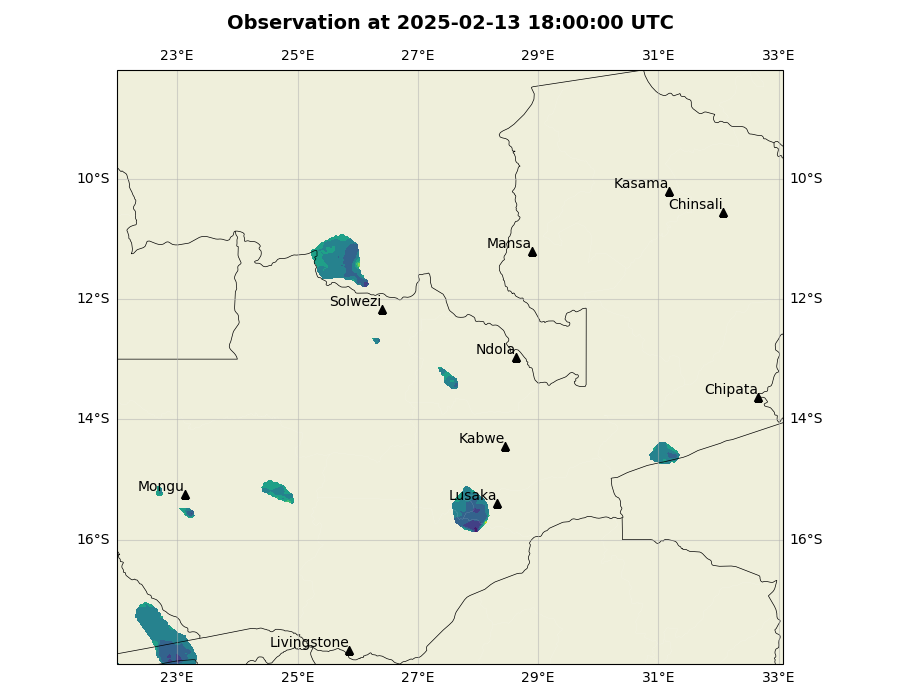 Observation at 2025-02-13 18:00:00 UTC
23°E 25°E 27°E 29°E 31°E 33°E
10°S 10°S
Kasama
Chinsali
Mansa
12°S 12°S
Solwezi
Ndola
Chipata
14°S 14°S
Kabwe
Mongu
Lusaka
16°S 16°S
Livingstone
23°E 25°E 27°E 29°E 31°E 33°E